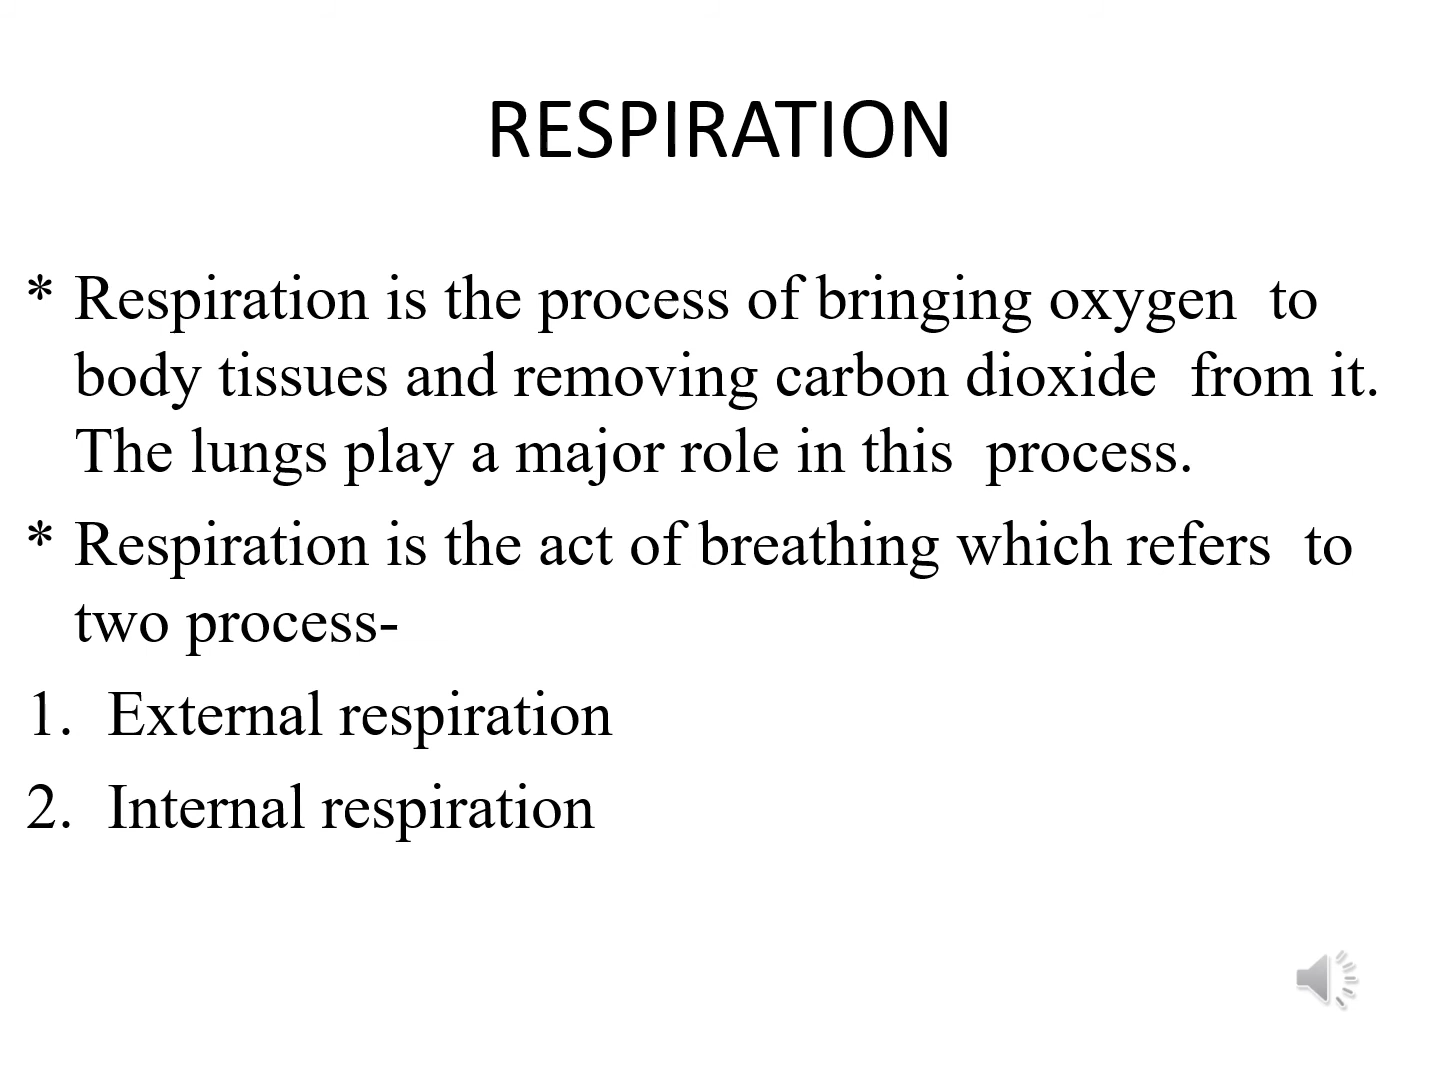 RESPIRATION
* Respiration is the process of bringing oxygen  to
body tissues and removing carbon dioxide  from it.
The lungs play a major role in this  process.
* Respiration is the act of breathing which refers  to
two process-
1. External respiration
2. Internal respiration